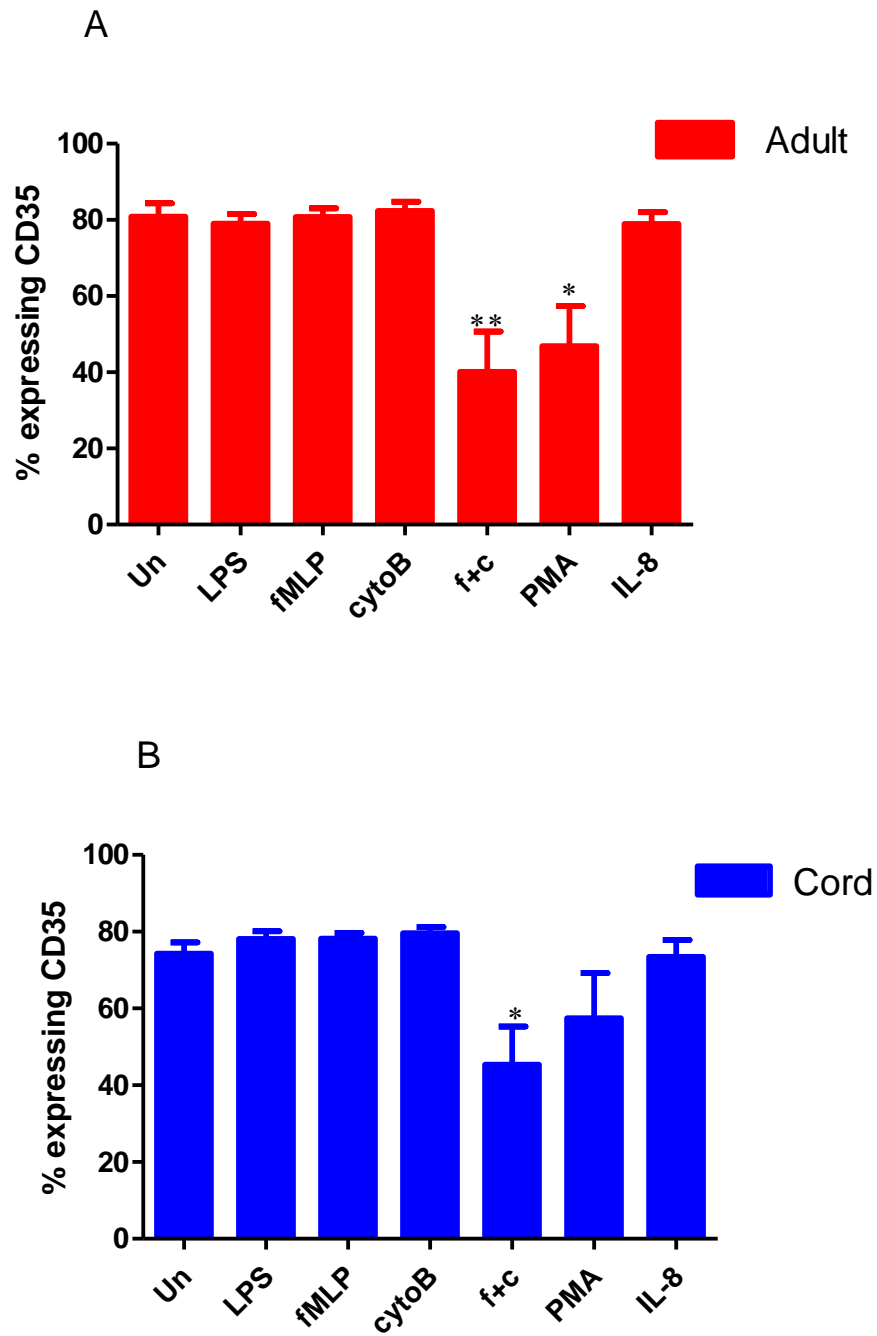 A
Adult
% expressing CD35
100
80
60
40
20
0
**
*
Un
LPS
fMLP
cytoB
f+c
PMA
IL-8
B
Cord
% expressing CD35
100
80
60
40
20
0
*
Un
LPS
fMLP
cytoB
f+c
PMA
IL-8